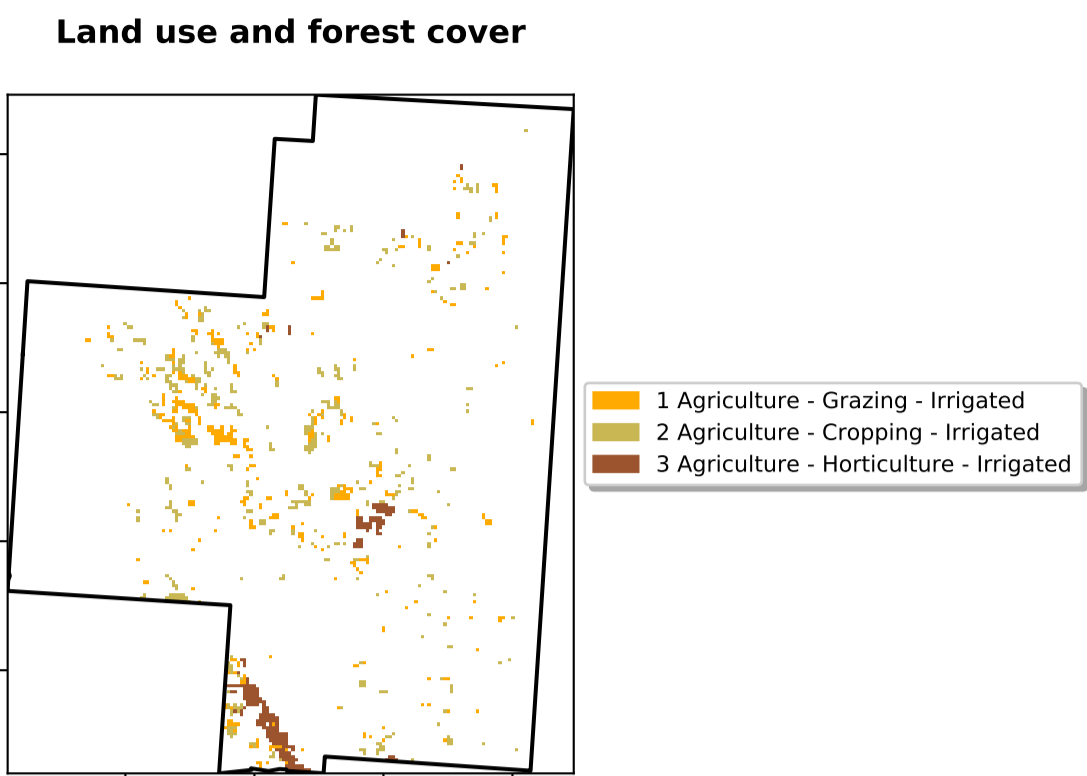 Land use and forest cover
1 Agriculture - Grazing - Irrigated
2 Agriculture - Cropping - Irrigated
3 Agriculture - Horticulture - Irrigated